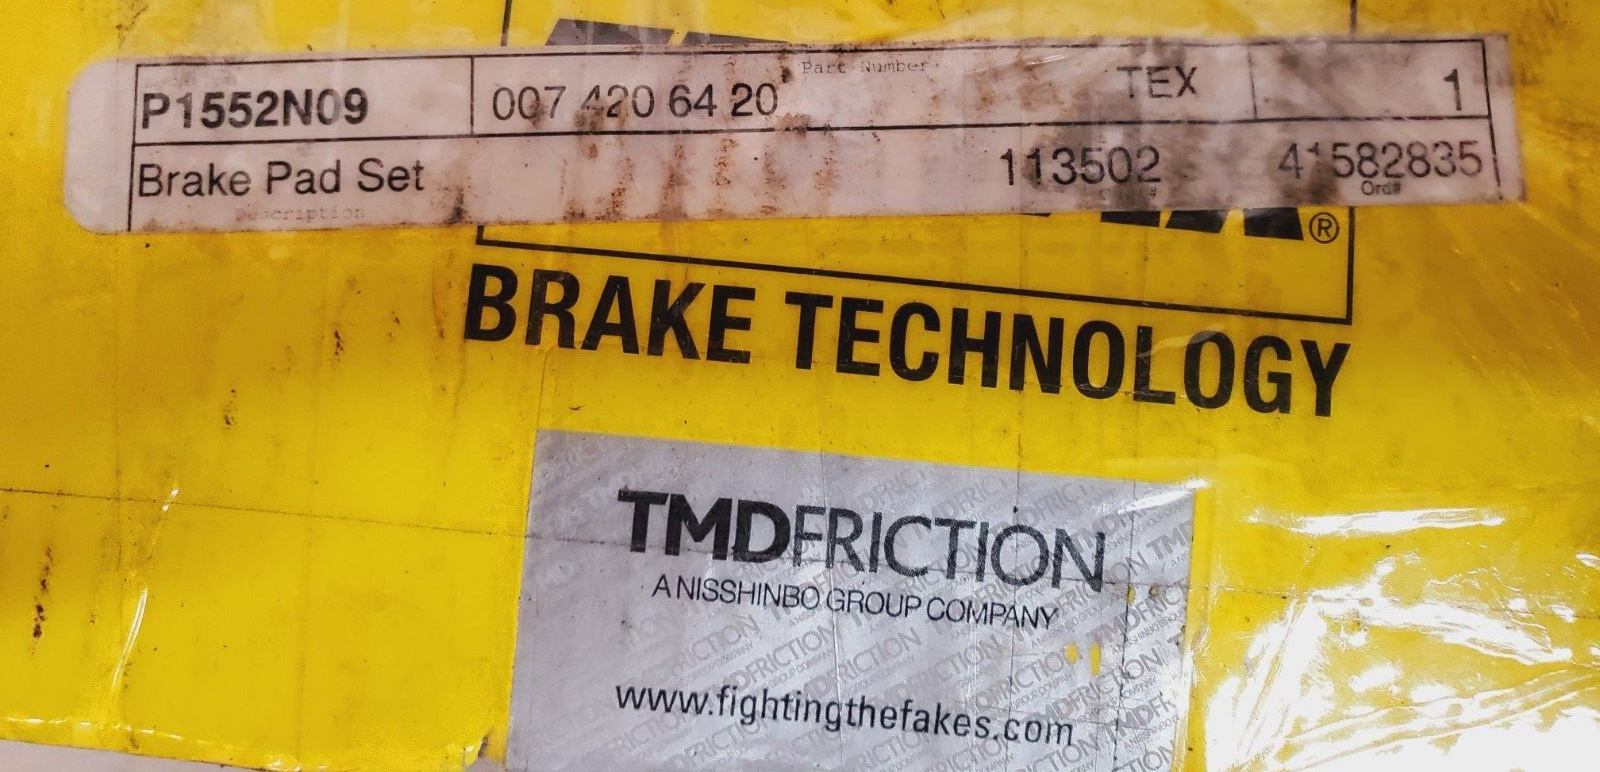 Part Number
P1552N09 007 420 64 20 TEX 1
Brake Pad Set 113502 41582835
Description Ord#
®
BRAKE TECHNOLOGY
TMDFRICTION
A NISSHINBO GROUP COMPANY
www.fightingthefakes.com